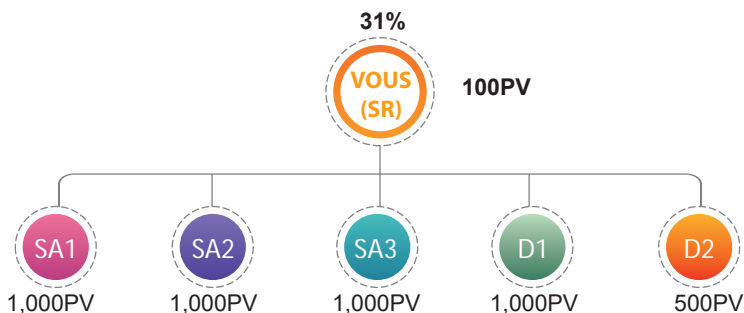 31%
VOUS
(SR)
100PV
SA1
SA2
SA3
D1
D2
1,000PV
1,000PV
1,000PV
1,000PV
500PV